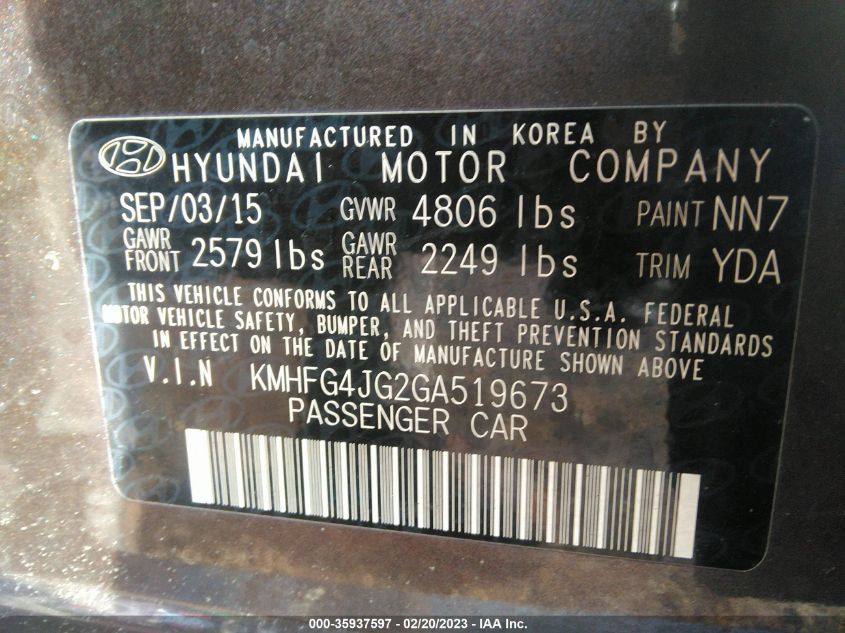 MANUFACTURED IN KOREA BY
HYUNDAI MOTOR COMPANY
SEP/03/15 GVWR 4806 lbs PAINT NN7
GAWR FRONT 2579 lbs GAWR REAR 2249 lbs TRIM YDA
THIS VEHICLE CONFORMS TO ALL APPLICABLE U.S.A. FEDERAL
MOTOR VEHICLE SAFETY, BUMPER, AND THEFT PREVENTION STANDARDS
IN EFFECT ON THE DATE OF MANUFACTURE SHOWN ABOVE
V.I.N KMHFG4JG2GA519673
PASSENGER CAR
000-35937597 - 02/20/2023 - IAA Inc.